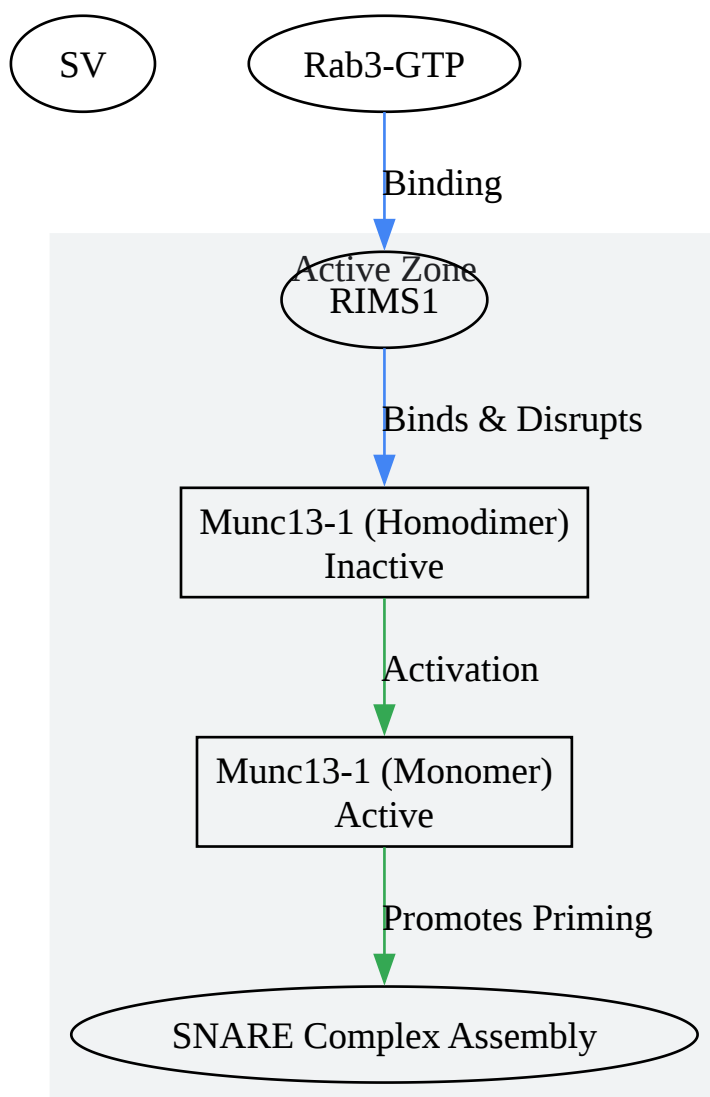 SV
Rab3-GTP
Binding
Active Zone
RIMS1
Binds & Disrupts
Munc13-1 (Homodimer)
Inactive
Activation
Munc13-1 (Monomer)
Active
Promotes Priming
SNARE Complex Assembly